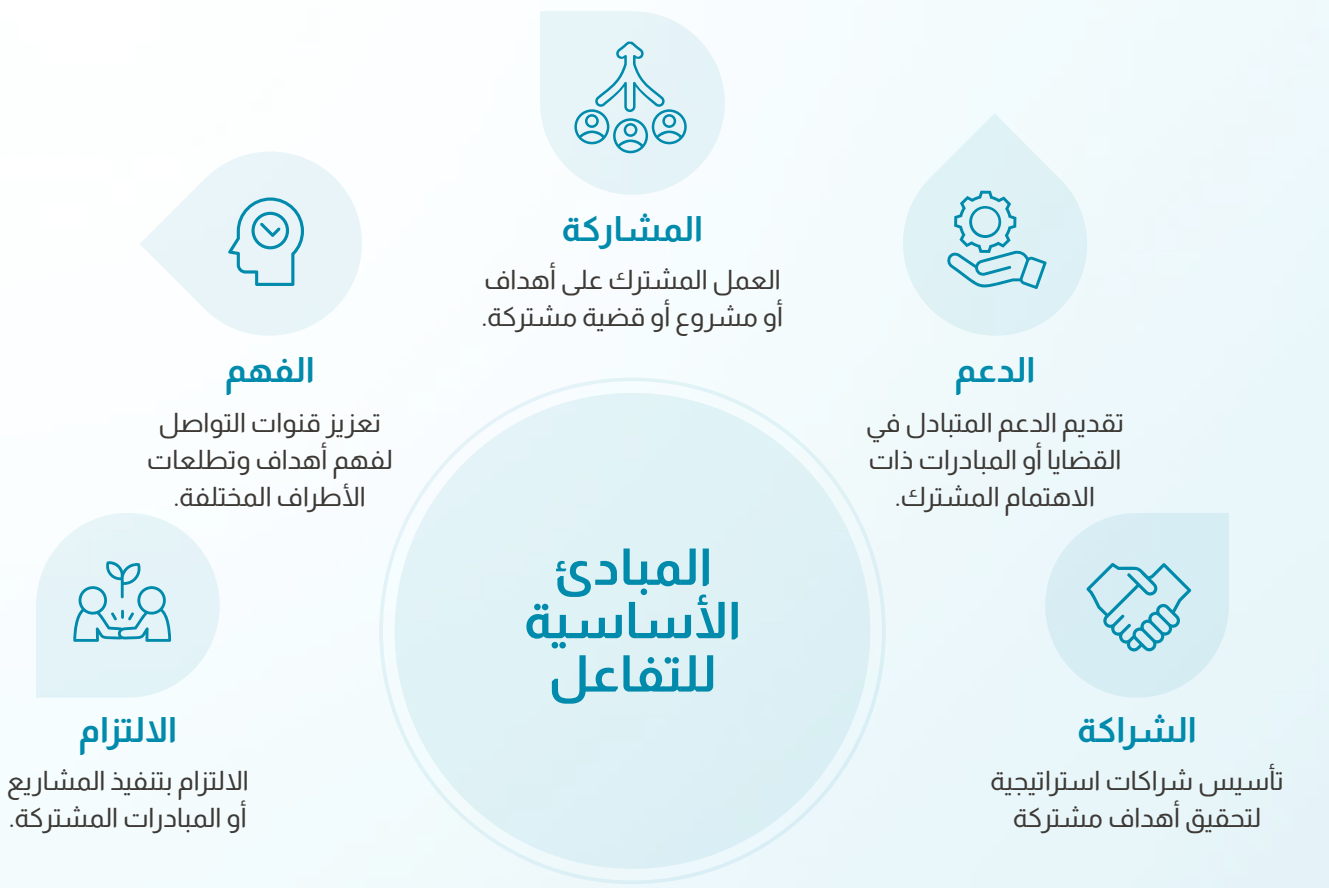 المبادئ
الأساسية
للتفاعل
الشراكة
تأسيس شراكات استراتيجية
لتحقيق أهداف مشتركة
الدعم
تقديم الدعم المتبادل في
القضايا أو المبادرات ذات
الاهتمام المشترك.
المشاركة
العمل المشترك على أهداف
أو مشروع أو قضية مشتركة.
الفهم
تعزيز قنوات التواصل
لفهم أهداف وتطلعات
الأطراف المختلفة.
الالتزام
الالتزام بتنفيذ المشاريع
أو المبادرات المشتركة.